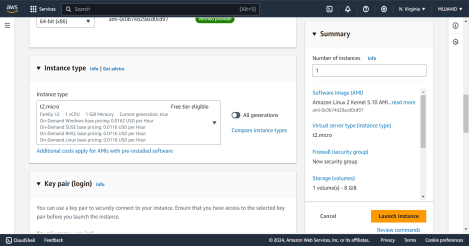 aws
Services
Search
[Alt+S]
N. Virginia
MUJAHID
64-bit (x86)
Verified provider
Summary
Number of instances Info
1
Software Image (AMI)
Amazon Linux 2 Kernel 5.10 AMI...read more
Virtual server type (instance type)
t2.micro
Firewall (security group)
New security group
Storage (volumes)
1 volume(s) - 8 GiB
Cancel
Launch instance
Review commands
Instance type Info | Get advice
Instance type
t2.micro
Free tier eligible
Family: t2 1 vCPU 1 GiB Memory Current generation: true
On-Demand Windows base pricing: 0.0162 USD per Hour
On-Demand SUSE base pricing: 0.0116 USD per Hour
On-Demand RHEL base pricing: 0.0716 USD per Hour
On-Demand Linux base pricing: 0.0116 USD per Hour
All generations
Compare instance types
Additional costs apply for AMIs with pre-installed software
Key pair (login) Info
You can use a key pair to securely connect to your instance. Ensure that you have access to the selected key
pair before you launch the instance.
CloudShell
Feedback
© 2024, Amazon Web Services, Inc. or its affiliates.
Privacy
Terms
Cookie preferences